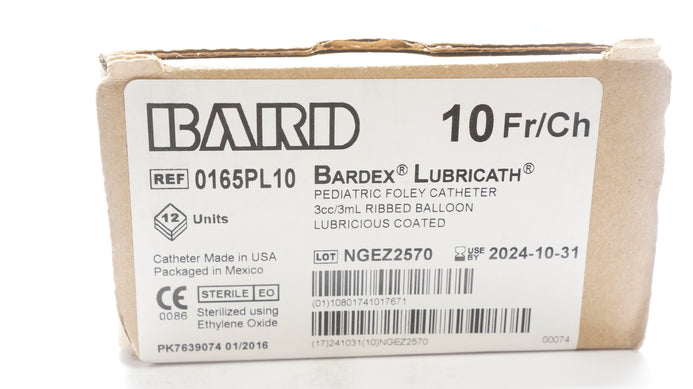 BARD
10 Fr/Ch
REF 0165PL10
BARDEX® LUBRICATH®
PEDIATRIC FOLEY CATHETER
3cc/3mL RIBBED BALLOON
LUBRICIOUS COATED
12 Units
Catheter Made in USA
Packaged in Mexico
LOT NGEZ2570
USE BY 2024-10-31
CE 0086
STERILE EO
Sterilized using
Ethylene Oxide
(01)10801741017671
(17)241031(10)NGEZ2570
PK7639074 01/2016
00074